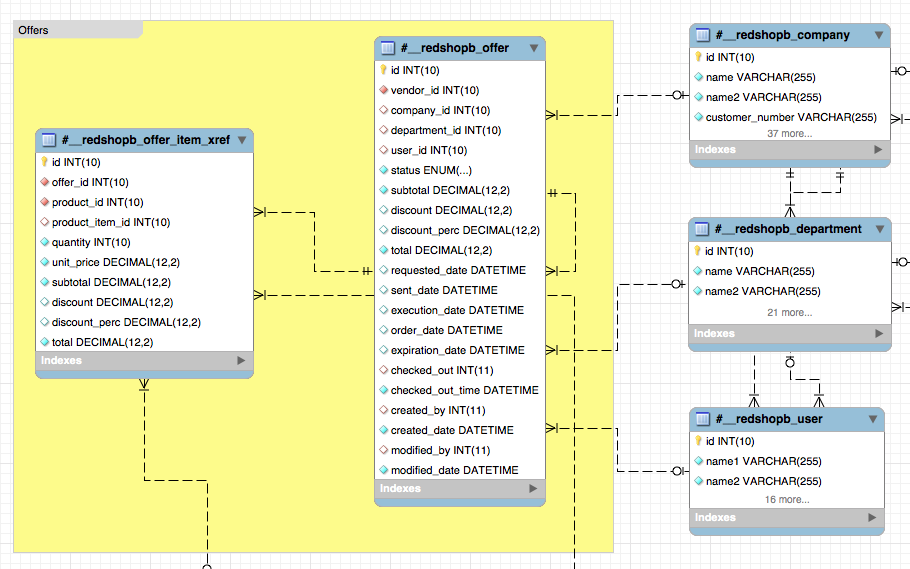 Offers
#__redshopb_offer_item_xref
id INT(10)
offer_id INT(10)
product_id INT(10)
product_item_id INT(10)
quantity INT(10)
unit_price DECIMAL(12,2)
subtotal DECIMAL(12,2)
discount DECIMAL(12,2)
discount_perc DECIMAL(12,2)
total DECIMAL(12,2)
Indexes
#__redshopb_offer
id INT(10)
vendor_id INT(10)
company_id INT(10)
department_id INT(10)
user_id INT(10)
status ENUM(...)
subtotal DECIMAL(12,2)
discount DECIMAL(12,2)
discount_perc DECIMAL(12,2)
total DECIMAL(12,2)
requested_date DATETIME
sent_date DATETIME
execution_date DATETIME
order_date DATETIME
expiration_date DATETIME
checked_out INT(11)
checked_out_time DATETIME
created_by INT(11)
created_date DATETIME
modified_by INT(11)
modified_date DATETIME
Indexes
#__redshopb_company
id INT(10)
name VARCHAR(255)
name2 VARCHAR(255)
customer_number VARCHAR(255)
37 more...
Indexes
#__redshopb_department
id INT(10)
name VARCHAR(255)
name2 VARCHAR(255)
21 more...
Indexes
#__redshopb_user
id INT(10)
name1 VARCHAR(255)
name2 VARCHAR(255)
16 more...
Indexes